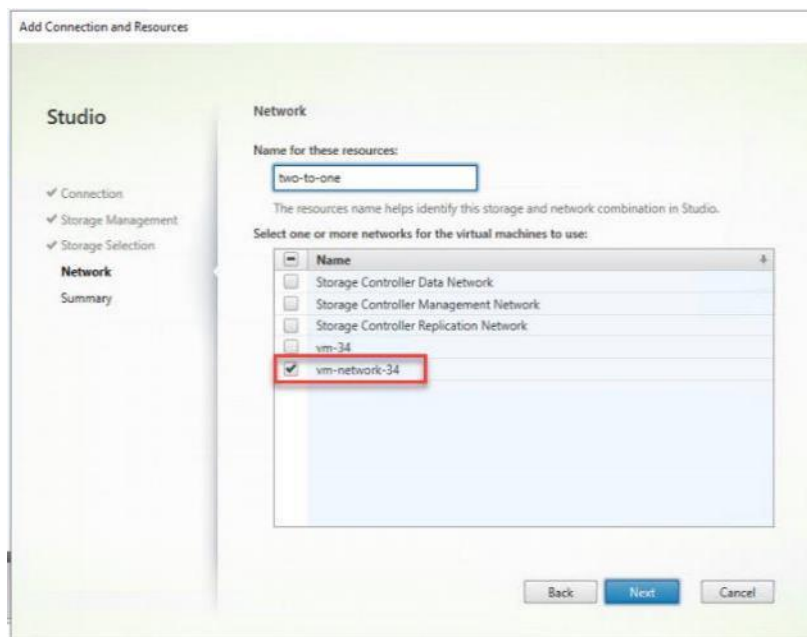 Add Connection and Resources
Studio
Connection
Storage Management
Storage Selection
Network
Summary
Network
Name for these resources:
two-to-one
The resources name helps identify this storage and network combination in Studio.
Select one or more networks for the virtual machines to use:
Name
Storage Controller Data Network
Storage Controller Management Network
Storage Controller Replication Network
vm-34
vm-network-34
Back Next Cancel